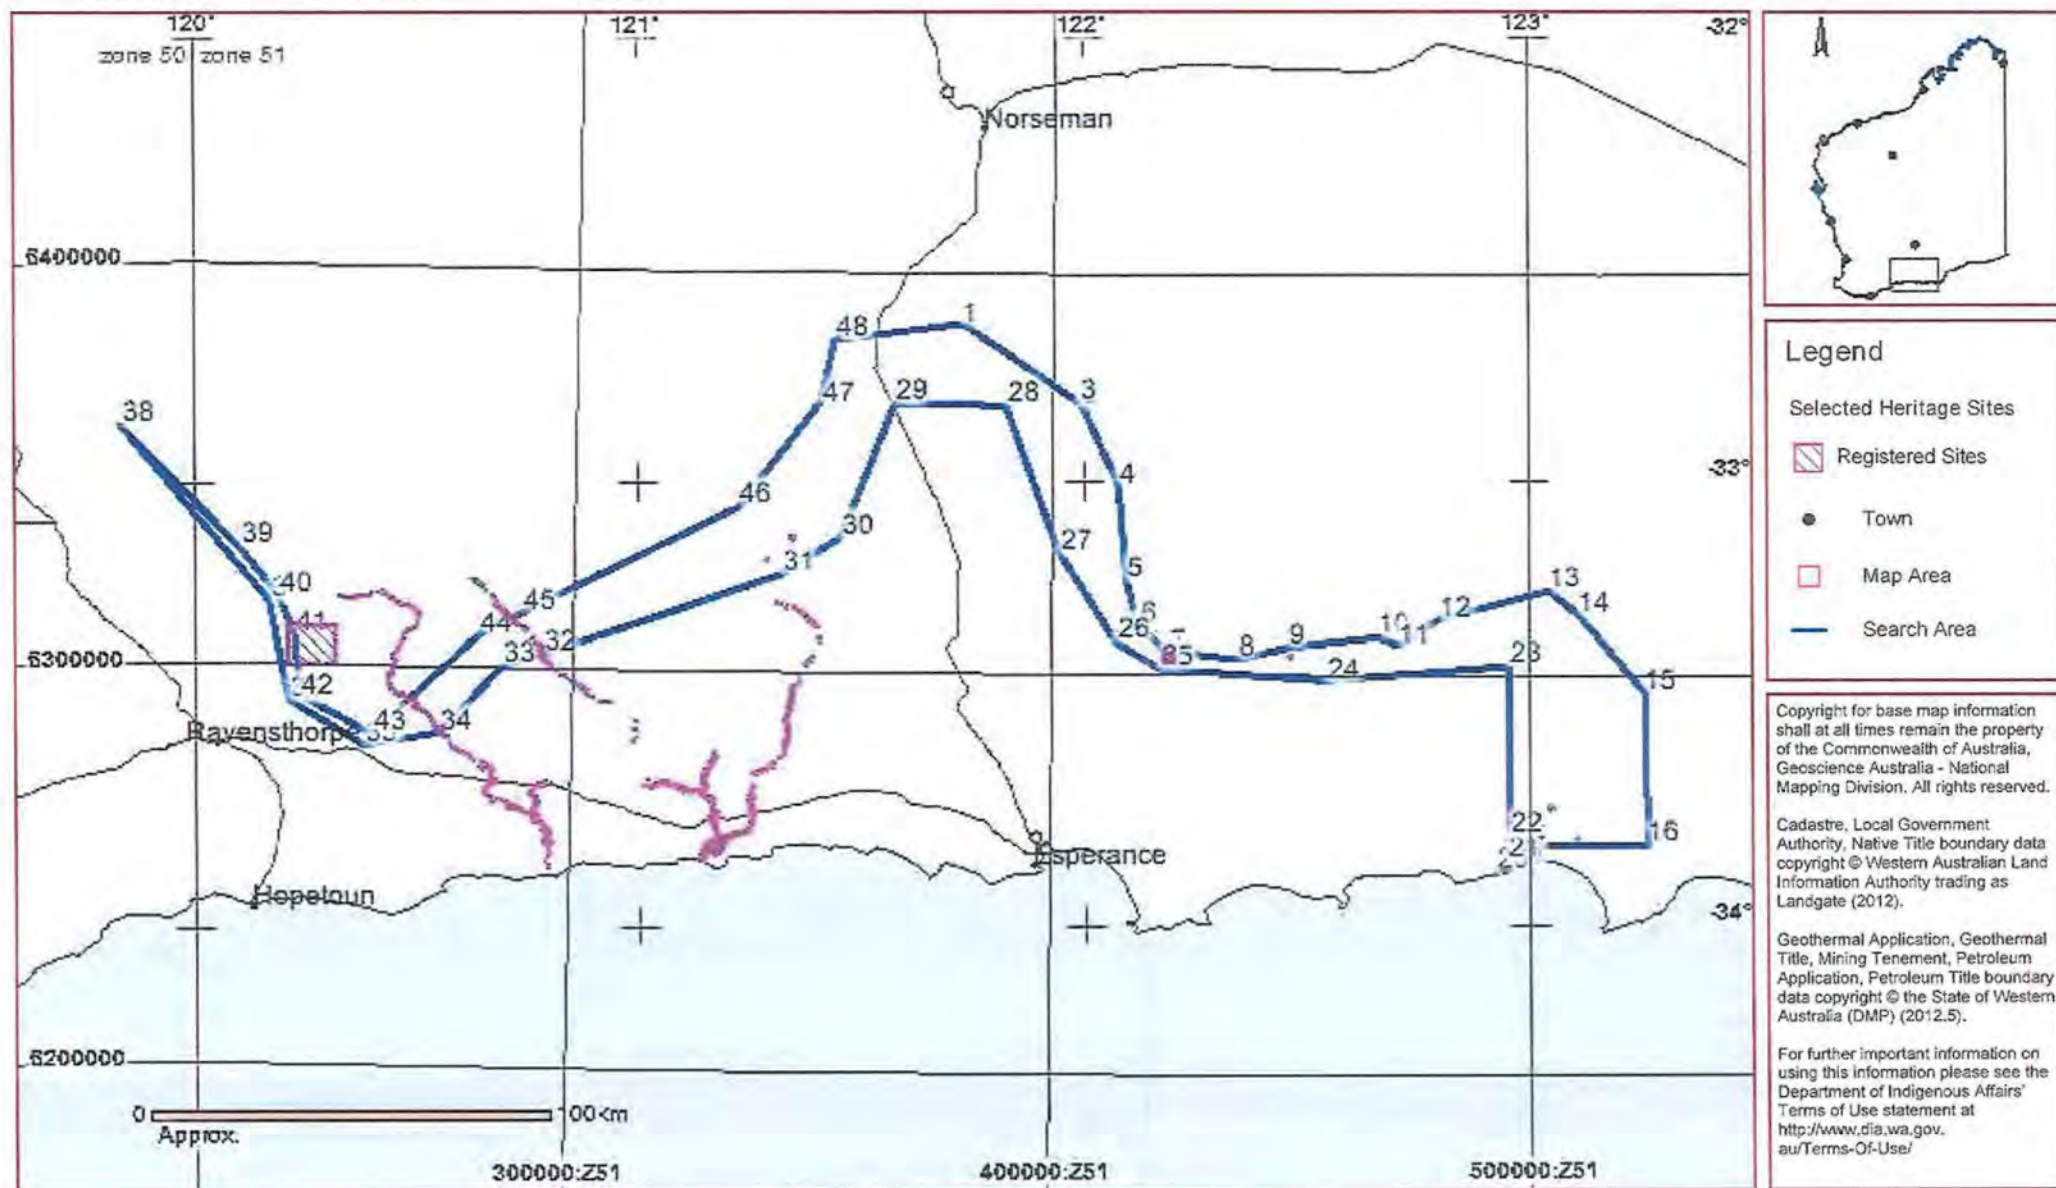 120°
121°
122°
123°
-32°
zone 50
zone 51
Norseman
6400000
1
48
3
47
29
28
38
4
-33°
46
39
30
27
31
5
40
45
13
6
14
12
41
44
10
26
9
11
32
8
33
25
23
6300000
24
15
42
43
34
Ravensthorpe
22
16
21
Esperance
Hopetoun
-34°
6200000
0
100km
Approx.
300000:Z51
400000:Z51
500000:Z51
Legend
Selected Heritage Sites
Registered Sites
Town
Map Area
Search Area
Copyright for base map information
shall at all times remain the property
of the Commonwealth of Australia,
Geoscience Australia - National
Mapping Division. All rights reserved.
Cadastre, Local Government
Authority, Native Title boundary data
copyright © Western Australian Land
Information Authority trading as
Landgate (2012).
Geothermal Application, Geothermal
Title, Mining Tenement, Petroleum
Application, Petroleum Title boundary
data copyright © the State of Western
Australia (DMP) (2012.5).
For further important information on
using this information please see the
Department of Indigenous Affairs'
Terms of Use statement at
http://www.dia.wa.gov.
au/Terms-Of-Use/